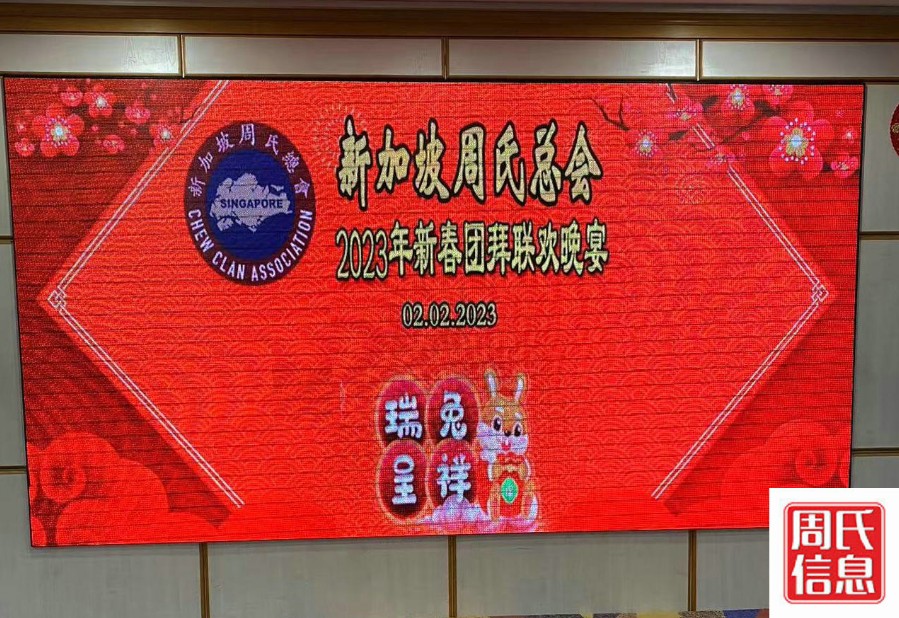 新加坡周氏總會
SINGAPORE
CHEW CLAN ASSOCIATION
新加坡周氏总会
2023年新春团拜联欢晚宴
02.02.2023
瑞兔
呈祥
周氏
信息